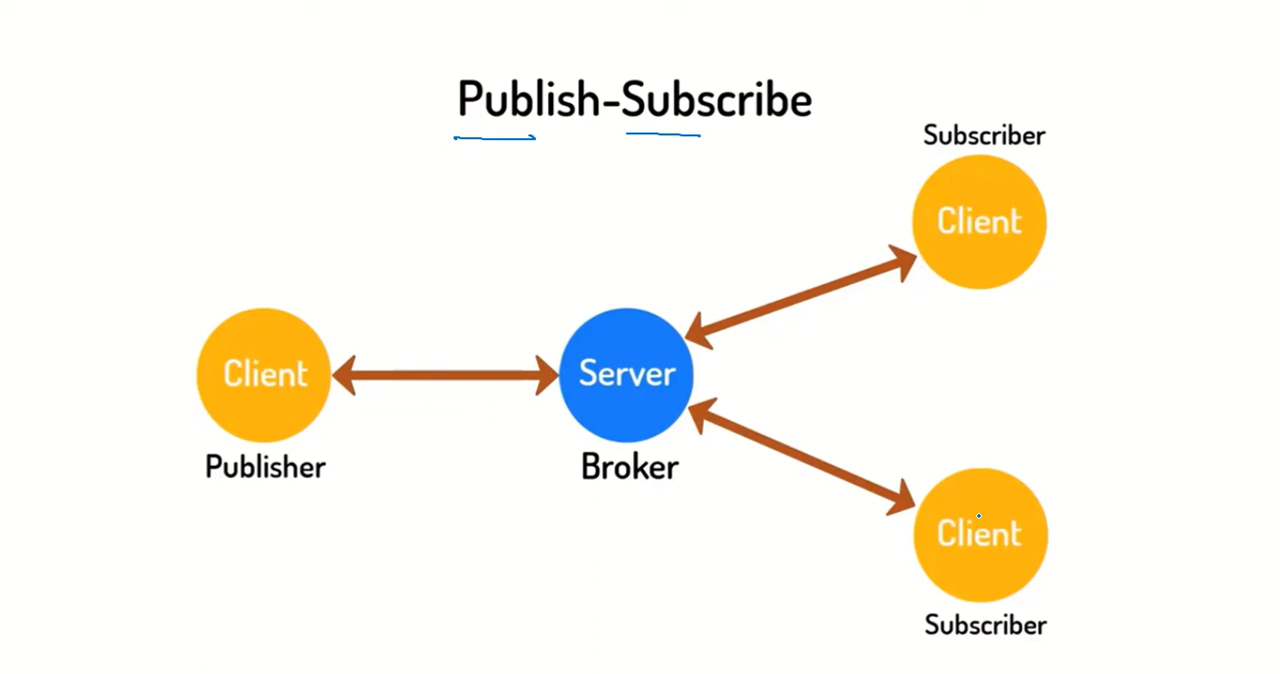 Publish-Subscribe
Subscriber
Client
Client
Server
Publisher
Broker
Client
Subscriber